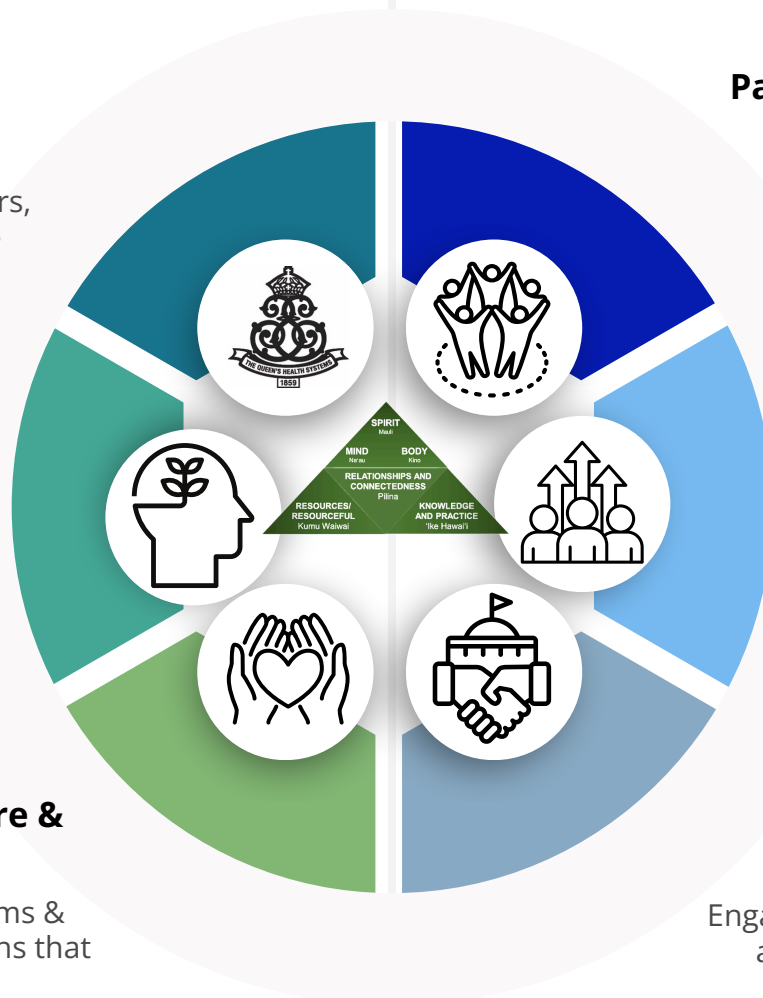 Pa
rs,
THE QUEEN'S HEALTH SYSTEMS
1859
SPIRIT
Mauli
MIND
Na'au
BODY
Kino
RELATIONSHIPS AND
CONNECTEDNESS
Pilina
RESOURCES/
RESOURCEFUL
Kumu Waiwai
KNOWLEDGE
AND PRACTICE
'Ike Hawai'i
re &
ms &
ns that
Enga
a